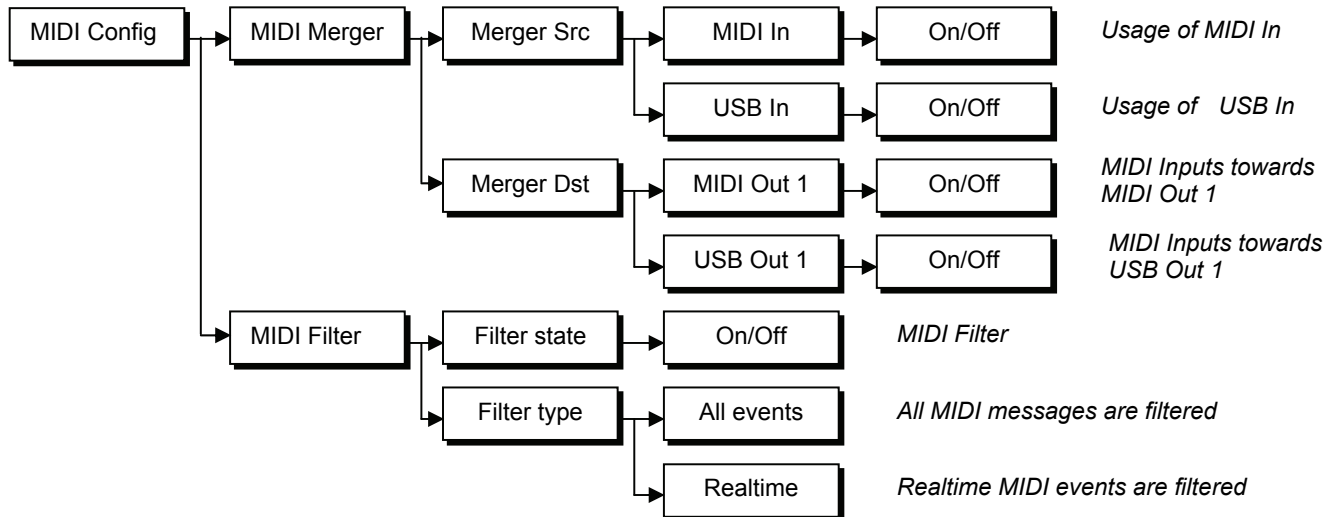 MIDI Config
MIDI Merger
Merger Src
MIDI In
On/Off
Usage of MIDI In
USB In
On/Off
Usage of USB In
Merger Dst
MIDI Out 1
On/Off
MIDI Inputs towards
MIDI Out 1
USB Out 1
On/Off
MIDI Inputs towards
USB Out 1
MIDI Filter
Filter state
On/Off
MIDI Filter
Filter type
All events
All MIDI messages are filtered
Realtime
Realtime MIDI events are filtered